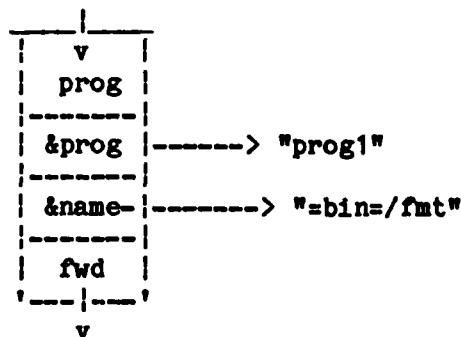 v
prog
&prog -----> "prog1"
&name- -----> "=bin=/fmt"
fwd
v